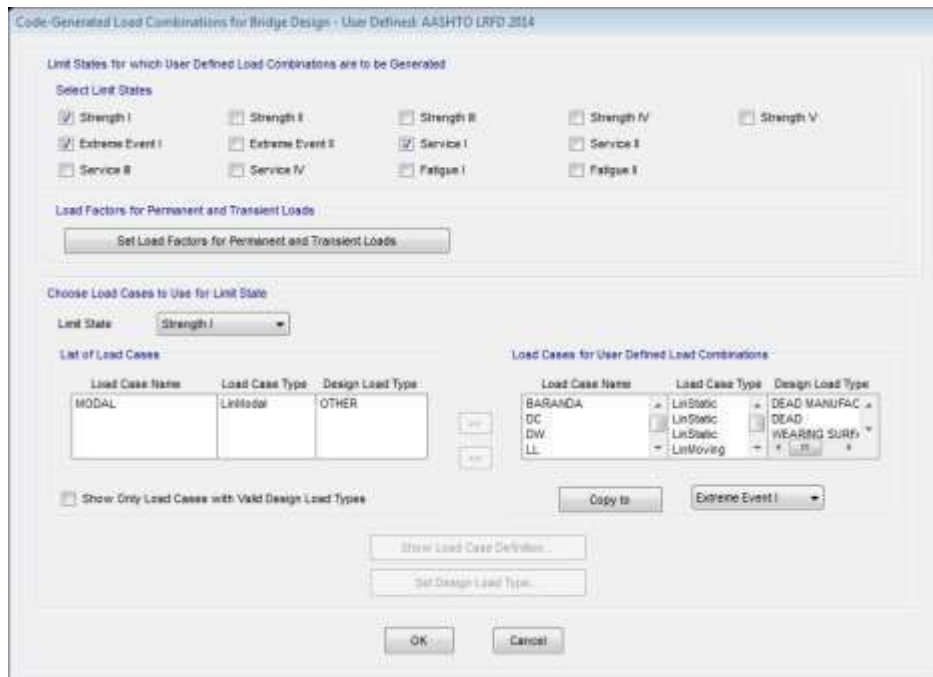 Code-Generated Load Combinations for Bridge Design - User Defined: AASHTO LRFD 2014
Limit States for which User Defined Load Combinations are to be Generated
Select Limit States
Strength I Strength II Strength III Strength IV Strength V
Extreme Event I Extreme Event II Service I Service II
Service III Service IV Fatigue I Fatigue II
Load Factors for Permanent and Transient Loads
Set Load Factors for Permanent and Transient Loads
Choose Load Cases to Use for Limit State
Limit State Strength I
List of Load Cases Load Cases for User Defined Load Combinations
Load Case Name Load Case Type Design Load Type Load Case Name Load Case Type Design Load Type
MODAL LinModal OTHER BARANDA LinStatic DEAD MANUFAC
DC LinStatic DEAD
DW LinStatic WEARING SURF
LL LinMoving
Show Only Load Cases with Valid Design Load Types Copy to Extreme Event I
Show Load Case Definition...
Set Design Load Type...
OK Cancel